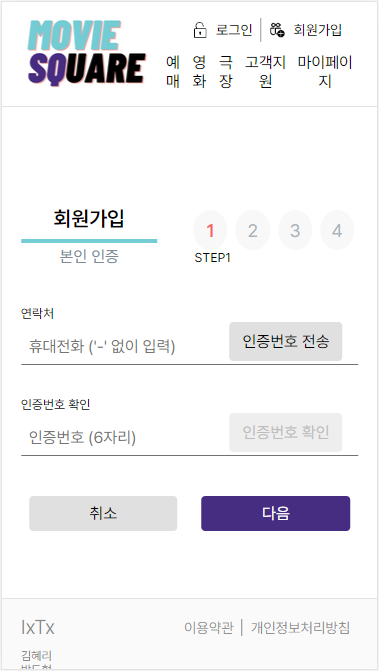 MOVIE
SQUARE
로그인 | 회원가입
예매 영화 극장 고객지원 마이페이지
회원가입
본인 인증
1 2 3 4
STEP1
연락처
휴대전화 ('-' 없이 입력)
인증번호 전송
인증번호 확인
인증번호 (6자리)
인증번호 확인
취소
다음
IxTx
이용약관 | 개인정보처리방침
김혜리